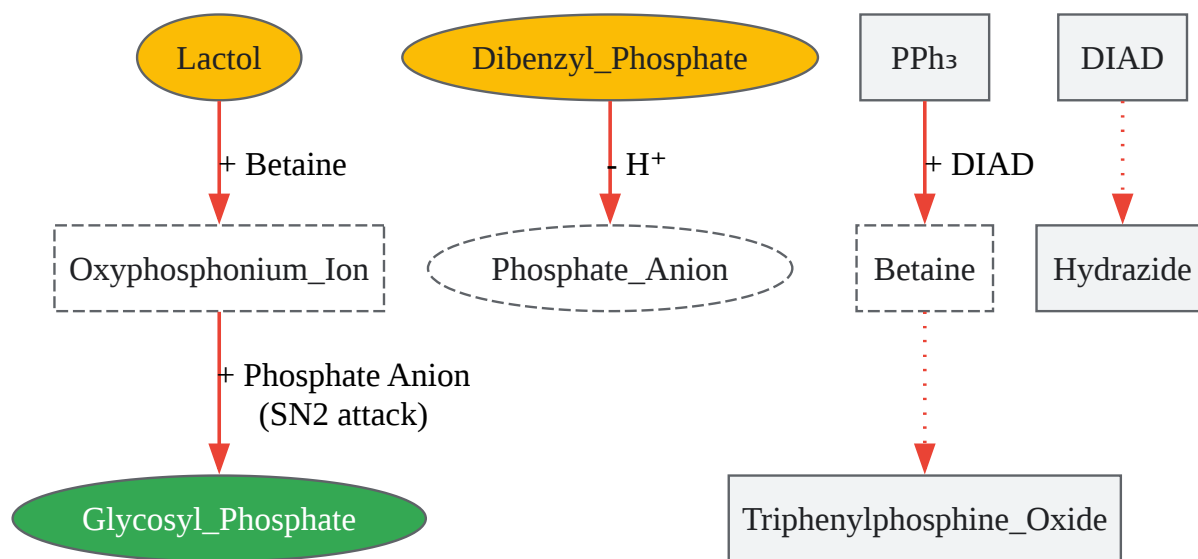 Lactol
Dibenzyl_Phosphate
PPh₃
DIAD
+ Betaine
- H⁺
+ DIAD
Oxyphosphonium_Ion
Phosphate_Anion
Betaine
Hydrazide
+ Phosphate Anion
(SN2 attack)
Glycosyl_Phosphate
Triphenylphosphine_Oxide